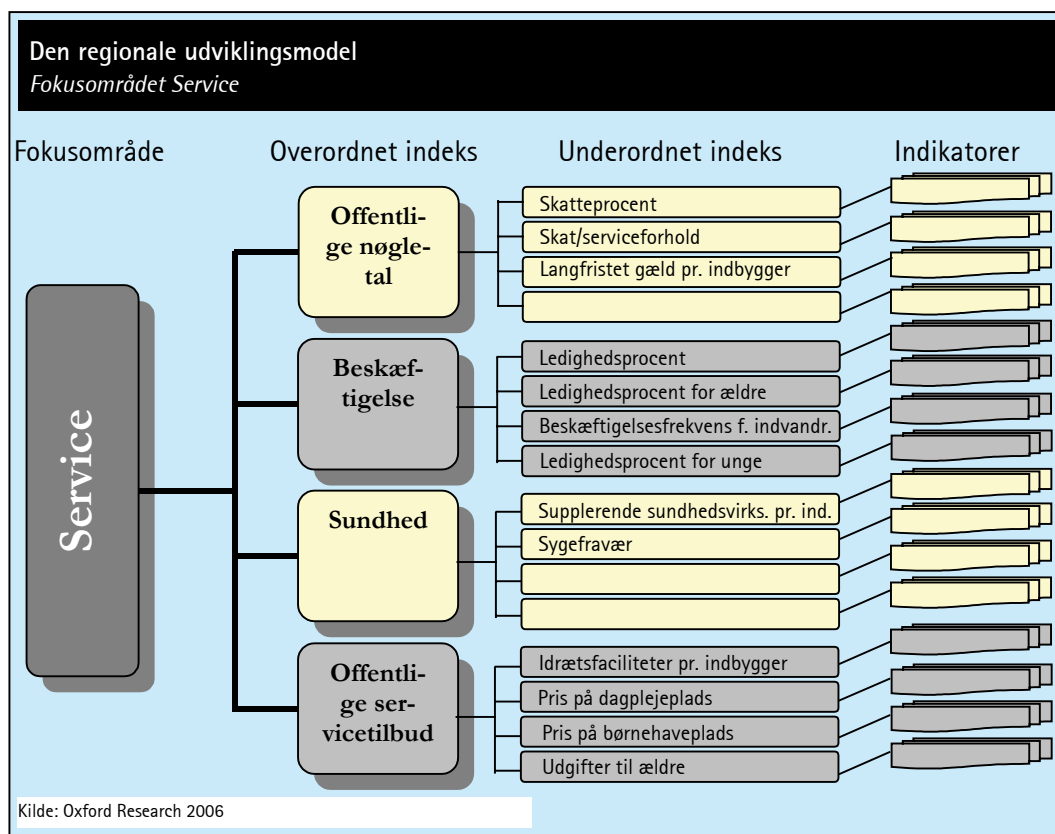 Den regionale udviklingsmodel
Fokusområdet Service
Fokusområde
Overordnet indeks
Underordnet indeks
Indikatorer
Service
Offentli-
ge nøgle-
tal
Skatteprocent
Skat/serviceforhold
Langfristet gæld pr. indbygger
Beskæf-
tigelse
Ledighedsprocent
Ledighedsprocent for ældre
Beskæftigelsesfrekvens f. indvandr.
Ledighedsprocent for unge
Sundhed
Supplerende sundhedsvirks. pr. ind.
Sygefravær
Offentli-
ge ser-
vicetilbud
Idrætsfaciliteter pr. indbygger
Pris på dagplejeplads
Pris på børnehaveplads
Udgifter til ældre
Kilde: Oxford Research 2006